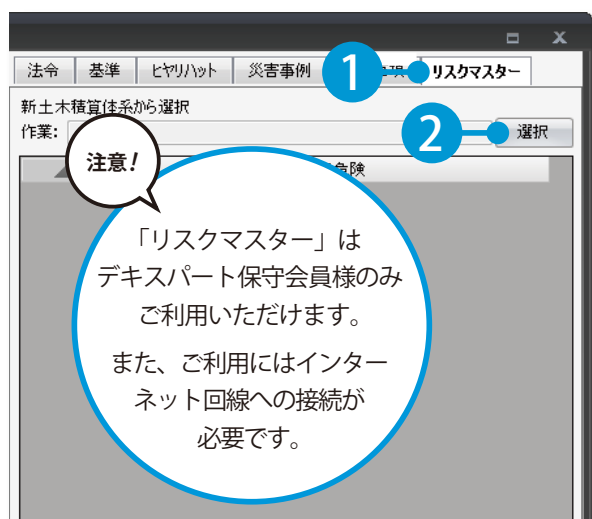 法令 基準 ヒヤリハット 災害事例 1 リスクマスター
新土木積算体系から選択
作業: 2 選択
注意!
危険
「リスクマスター」は
デキスパート保守会員様のみ
ご利用いただけます。
また、ご利用にはインター
ネット回線への接続が
必要です。